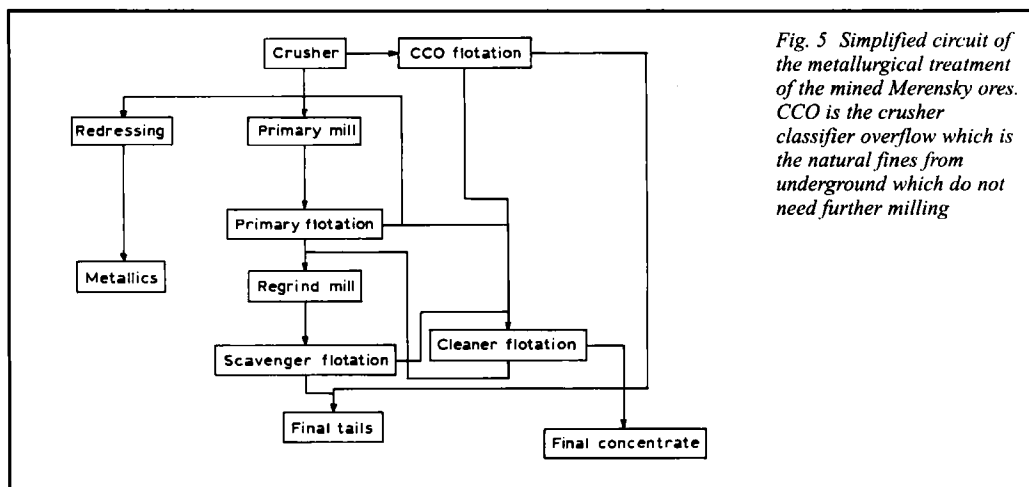 Crusher
CCO flotation
Redressing
Primary mill
Primary flotation
Metallics
Regrind mill
Scavenger flotation
Cleaner flotation
Final tails
Final concentrate
Fig. 5 Simplified circuit of
the metallurgical treatment
of the mined Merensky ores.
CCO is the crusher
classifier overflow which is
the natural fines from
underground which do not
need further milling